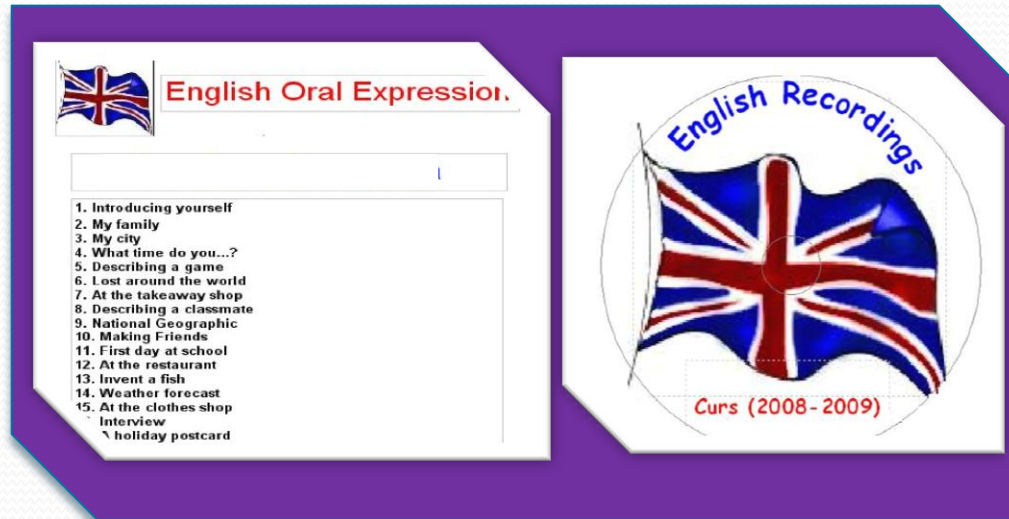 English Oral Expression
1. Introducing yourself
2. My family
3. My city
4. What time do you...?
5. Describing a game
6. Lost around the world
7. At the takeaway shop
8. Describing a classmate
9. National Geographic
10. Making Friends
11. First day at school
12. At the restaurant
13. Invent a fish
14. Weather forecast
15. At the clothes shop
Interview
A holiday postcard
English Recordings
Curs (2008-2009)